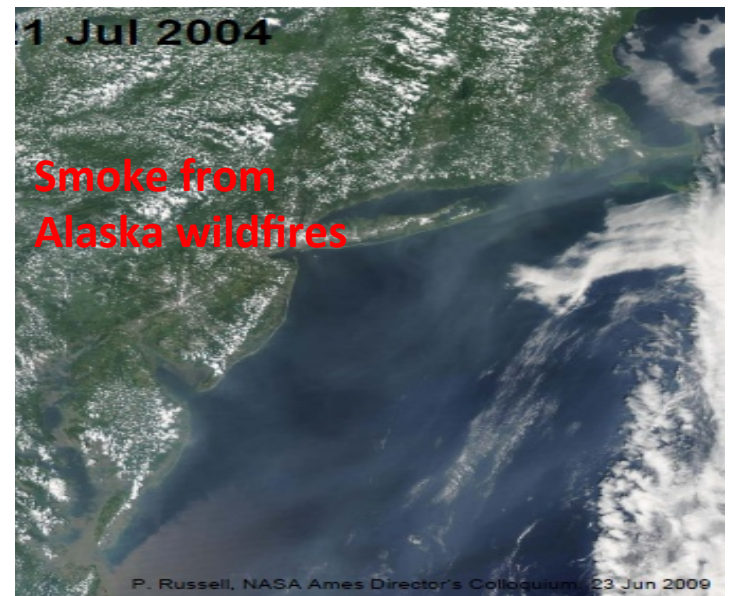 1 Jul 2004
Smoke from
Alaska wildfires
P. Russell, NASA Ames Director's Colloquium, 23 Jun 2009